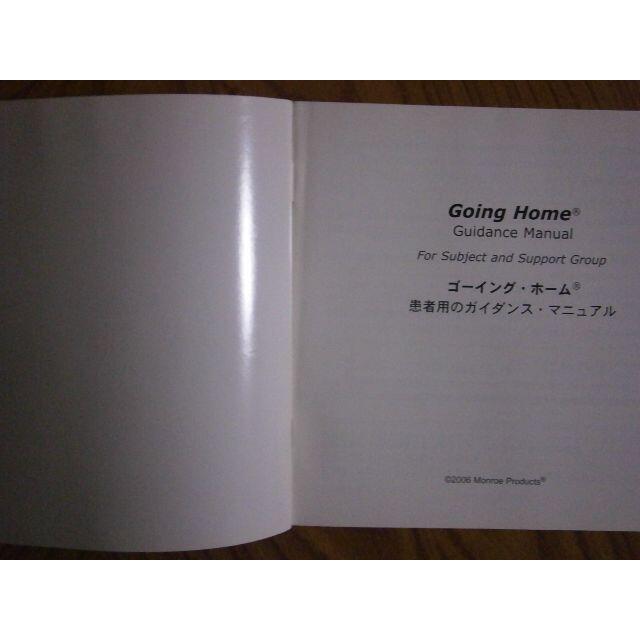 Going Home®
Guidance Manual
For Subject and Support Group
ゴーイング・ホーム®
患者用のガイダンス・マニュアル
©2006 Monroe Products®